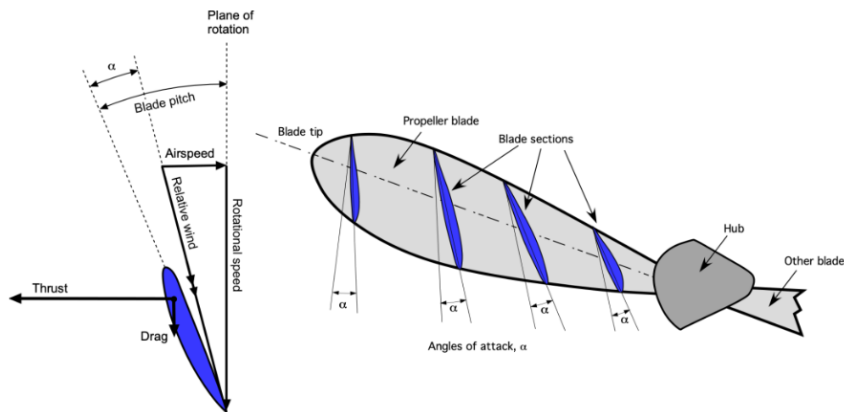 Plane of
rotation
α
Blade pitch
Airspeed
Relative wind
Rotational speed
Thrust
Drag
Blade tip
Propeller blade
Blade sections
Hub
Other blade
α
α
α
α
Angles of attack, α